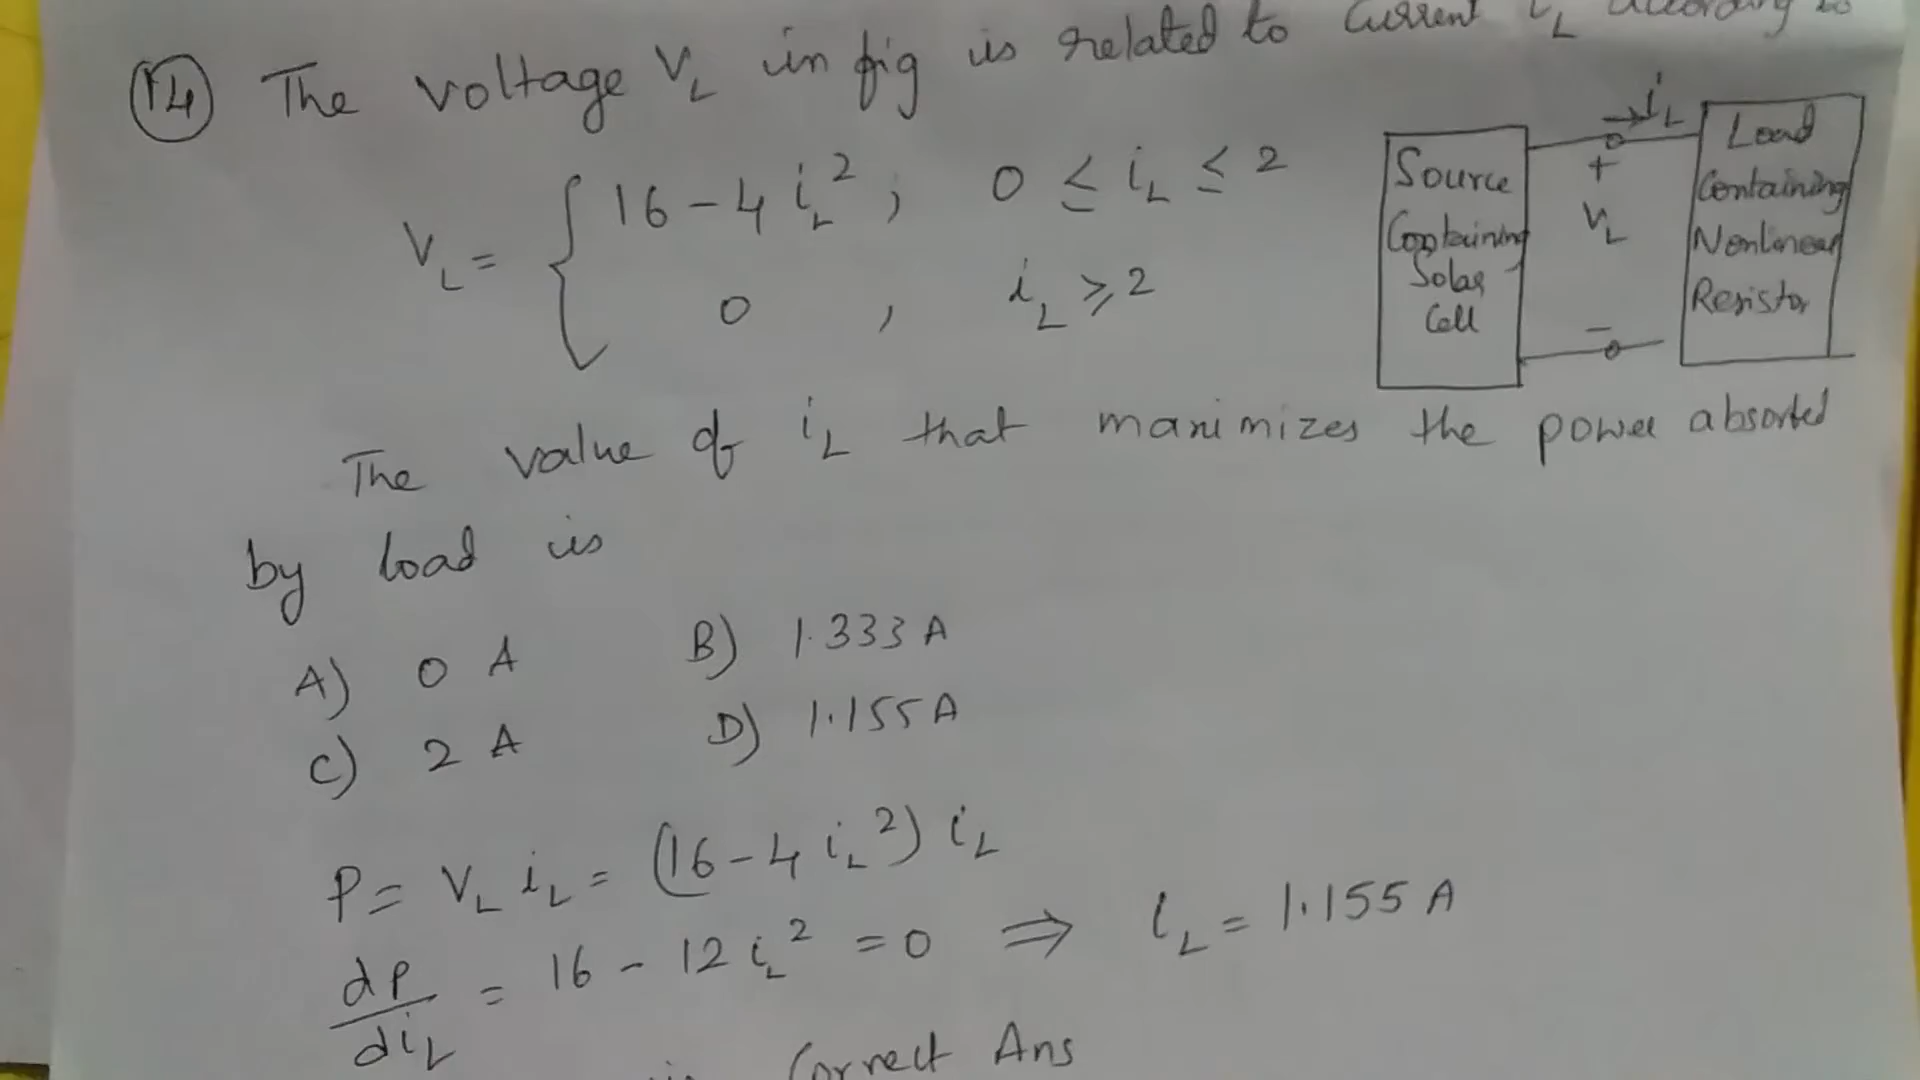 14 The voltage V_L in fig is related to current i_L according to
V_L = { 16 - 4 i_L^2 , 0 ≤ i_L ≤ 2
0 , i_L ≥ 2
Source Containing Solar Cell
i_L
+
V_L
-
Load Containing Nonlinear Resistor
The value of i_L that maximizes the power absorbed
by load is
A) 0 A B) 1.333 A
C) 2 A D) 1.155 A
P = V_L i_L = (16 - 4 i_L^2) i_L
dP/di_L = 16 - 12 i_L^2 = 0 ⇒ i_L = 1.155 A
Correct Ans